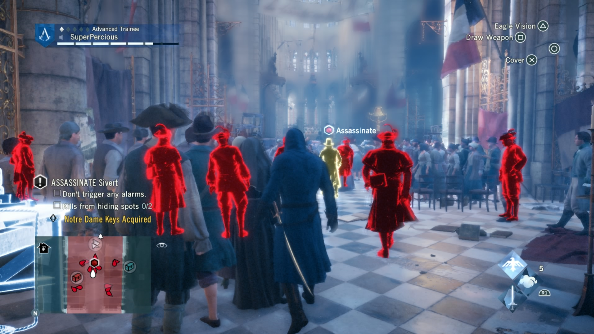 Advanced Trainee
SuperPercious
Eagle Vision
Draw Weapon
Cover
Assassinate
ASSASSINATE Sivert
Don't trigger any alarms.
Kills from hiding spots 0/2
Notre Dame Keys Acquired
5